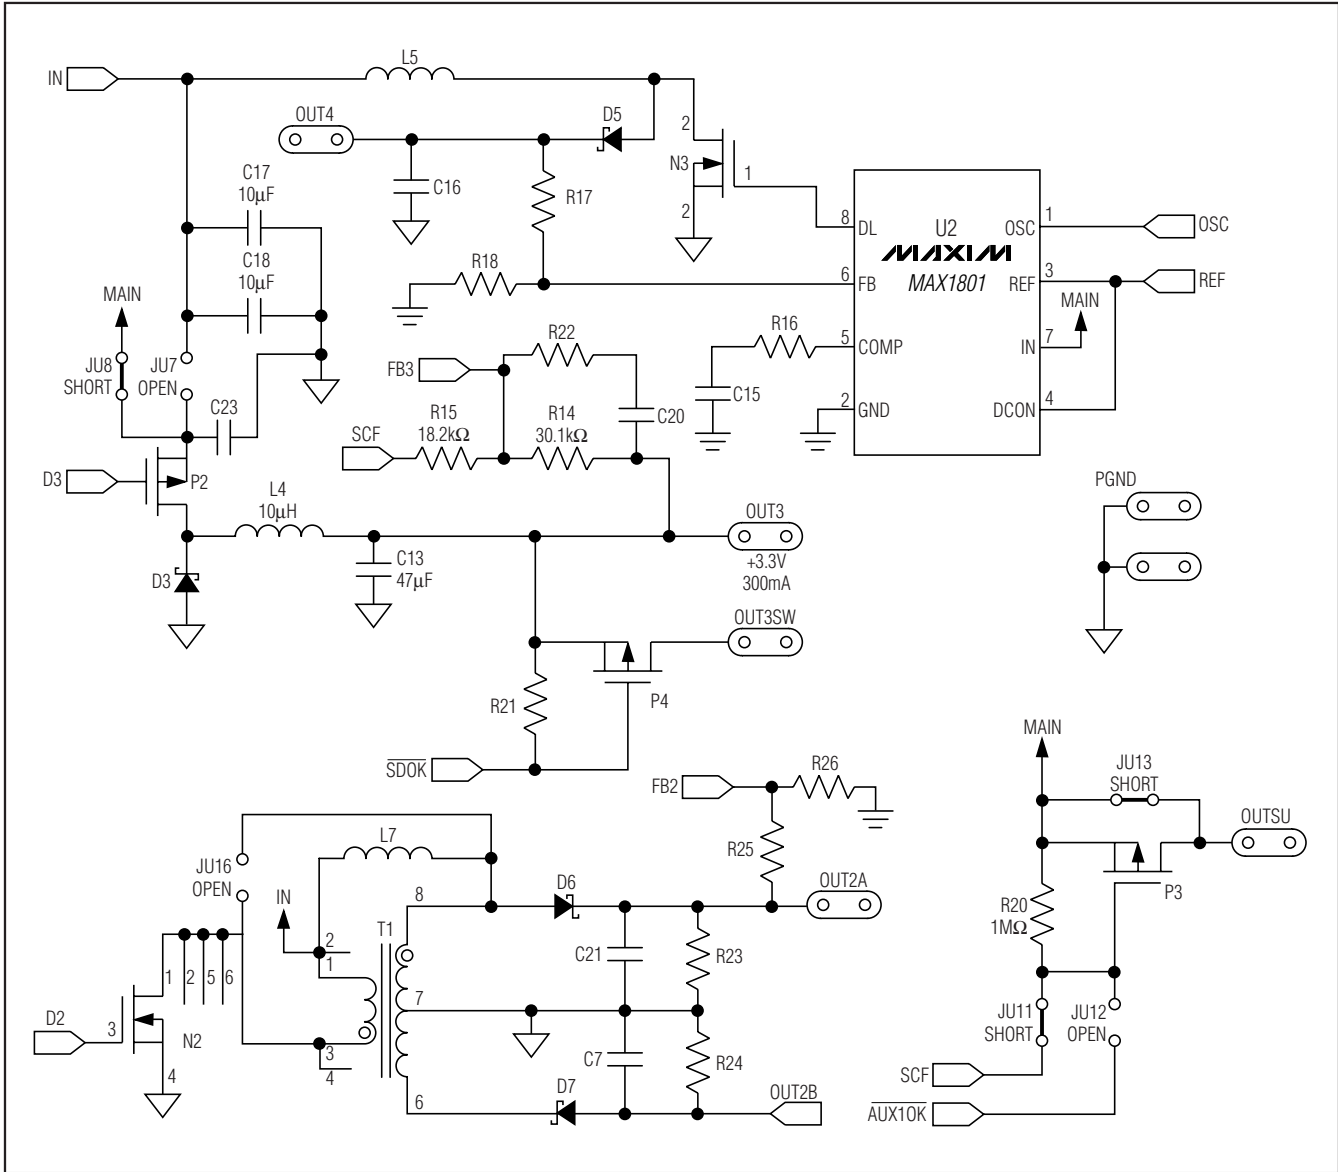 IN
L5
OUT4
D5
2
N3
1
2
C17
10µF
C16
R17
C18
10µF
R18
8
DL
U2
MAXIM
MAX1801
OSC
1
OSC
6
FB
REF
3
REF
MAIN
MAIN
5
COMP
IN
7
R16
C15
2
GND
DCON
4
JU8
SHORT
JU7
OPEN
C23
FB3
R22
C20
R15
18.2kΩ
R14
30.1kΩ
SCF
D3
P2
L4
10µH
D3
C13
47µF
OUT3
+3.3V
300mA
PGND
OUT3SW
P4
R21
SDOK
FB2
R26
R25
OUT2A
MAIN
JU13
SHORT
OUTSU
P3
R20
1MΩ
JU11
SHORT
JU12
OPEN
SCF
AUX1OK
JU16
OPEN
L7
IN
2
1
T1
8
D6
C21
R23
7
1
2
5
6
D2
3
N2
4
3
4
C7
R24
6
D7
OUT2B